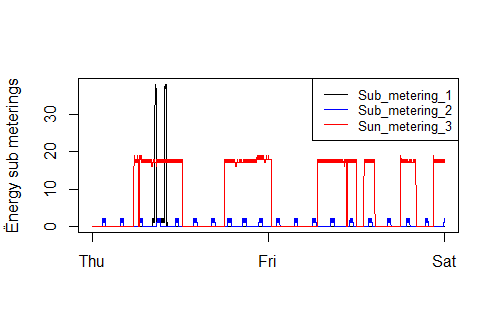 Sub_metering_1
Sub_metering_2
Sun_metering_3
Energy sub meterings
30
20
10
0
Thu Fri Sat